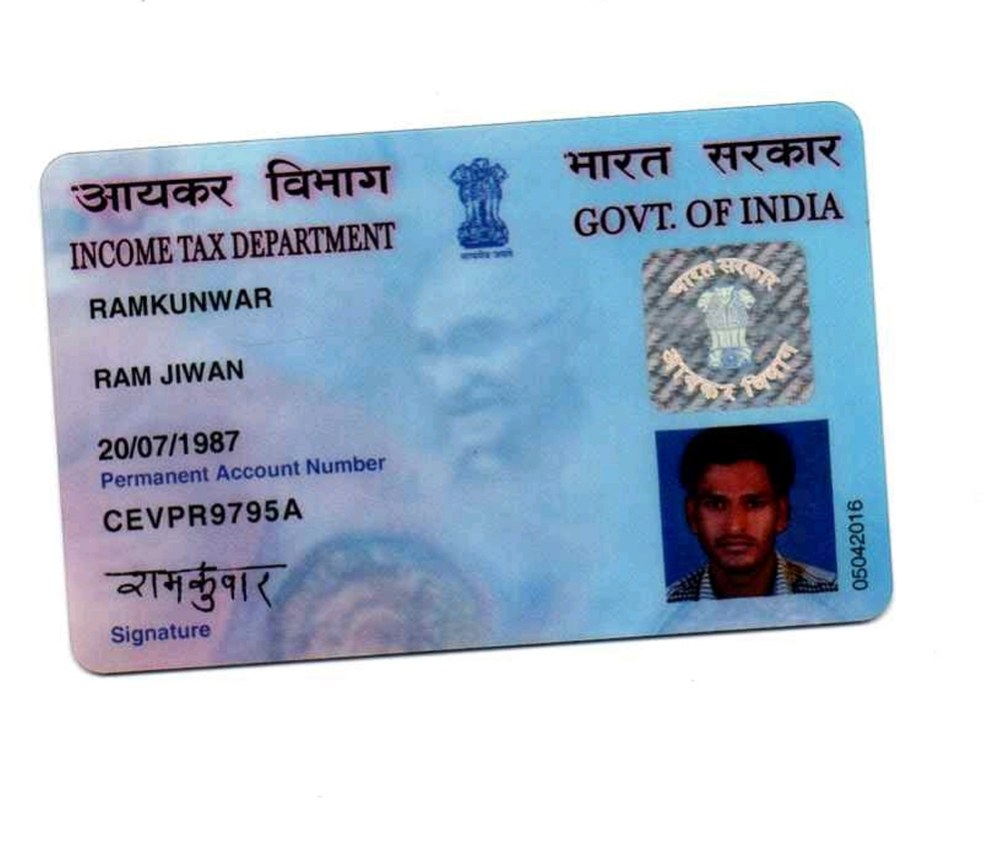 आयकर विभाग
INCOME TAX DEPARTMENT
भारत सरकार
GOVT. OF INDIA
सत्यमेव जयते
RAMKUNWAR
RAM JIWAN
20/07/1987
Permanent Account Number
CEVPR9795A
रामकुंवार
Signature
भारत सरकार
आयकर विभाग
05042016